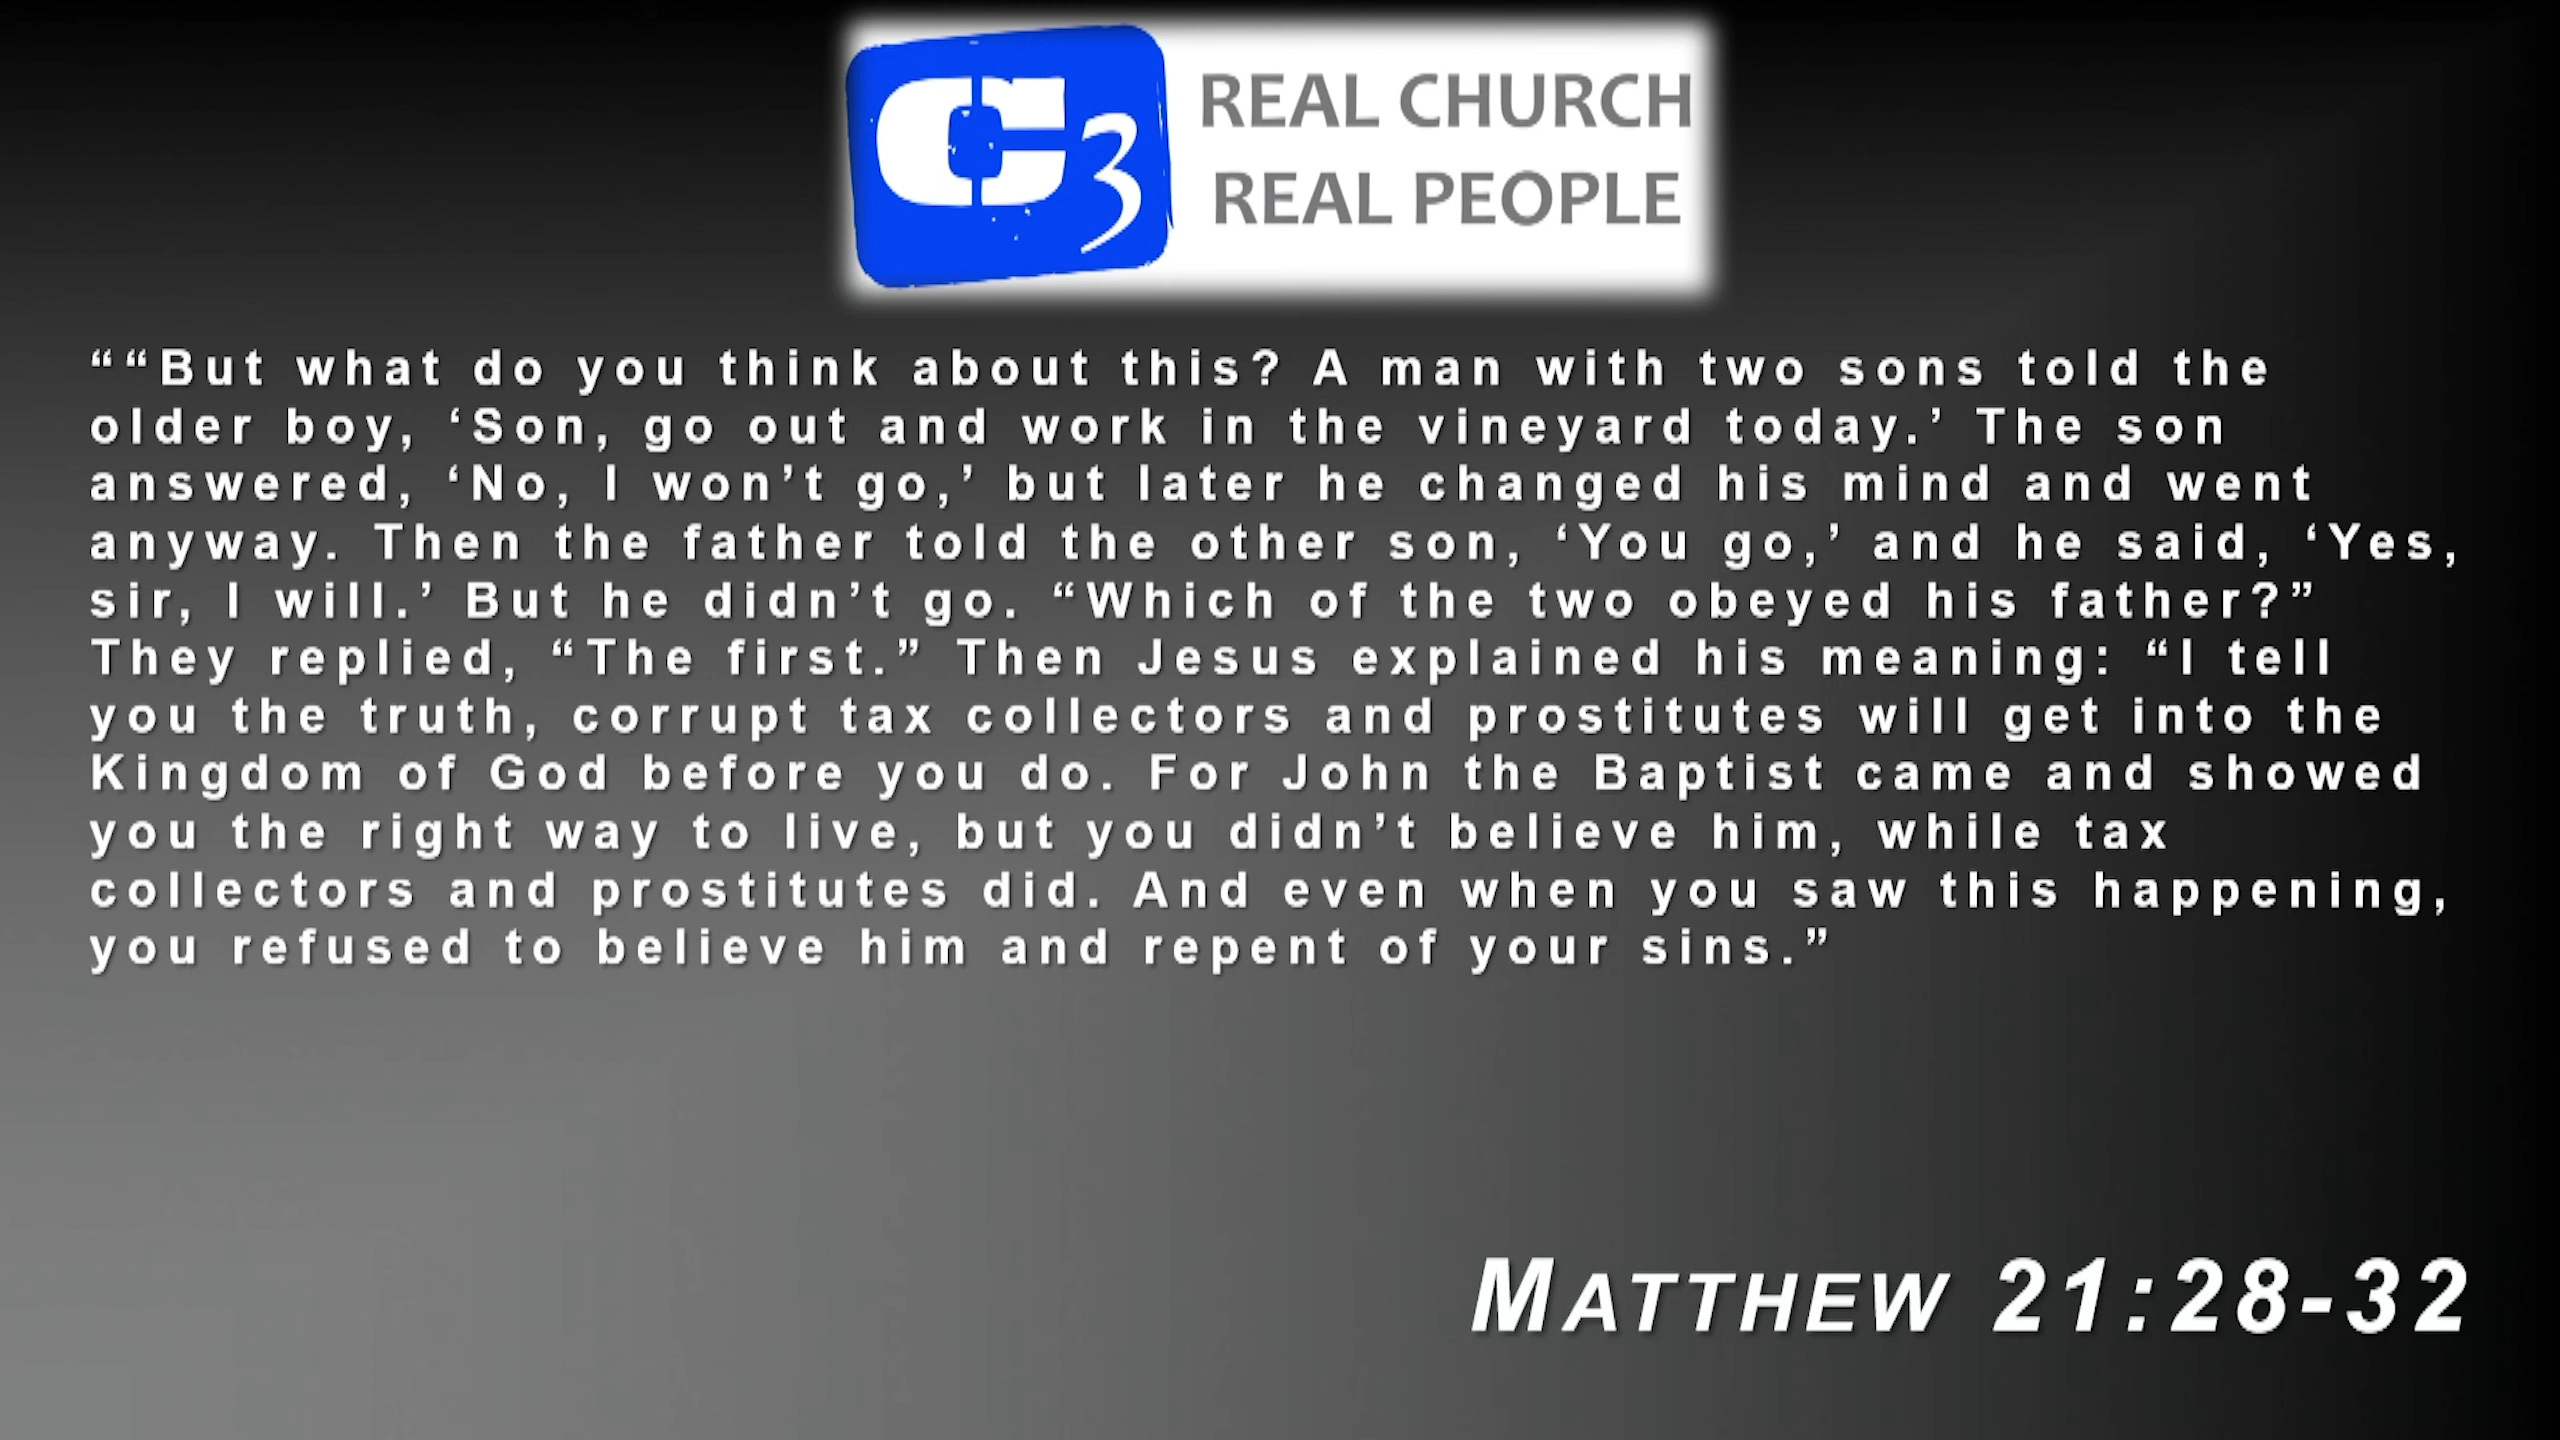 C3
REAL CHURCH
REAL PEOPLE
““But what do you think about this? A man with two sons told the
older boy, ‘Son, go out and work in the vineyard today.’ The son
answered, ‘No, I won’t go,’ but later he changed his mind and went
anyway. Then the father told the other son, ‘You go,’ and he said, ‘Yes,
sir, I will.’ But he didn’t go. “Which of the two obeyed his father?”
They replied, “The first.” Then Jesus explained his meaning: “I tell
you the truth, corrupt tax collectors and prostitutes will get into the
Kingdom of God before you do. For John the Baptist came and showed
you the right way to live, but you didn’t believe him, while tax
collectors and prostitutes did. And even when you saw this happening,
you refused to believe him and repent of your sins.”
MATTHEW 21:28-32